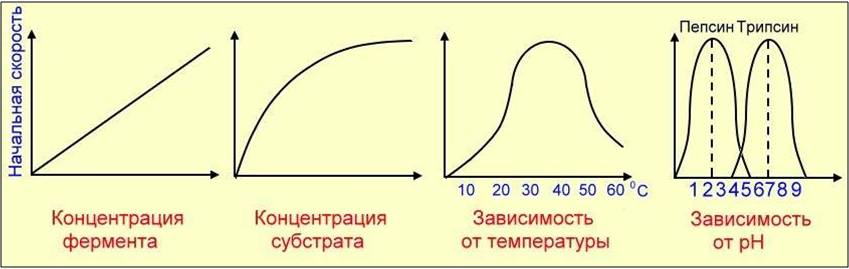 Начальная скорость
Концентрация
фермента
Концентрация
субстрата
10 20 30 40 50 60 ⁰C
Зависимость
от температуры
Пепсин Трипсин
1 2 3 4 5 6 7 8 9
Зависимость
от pH